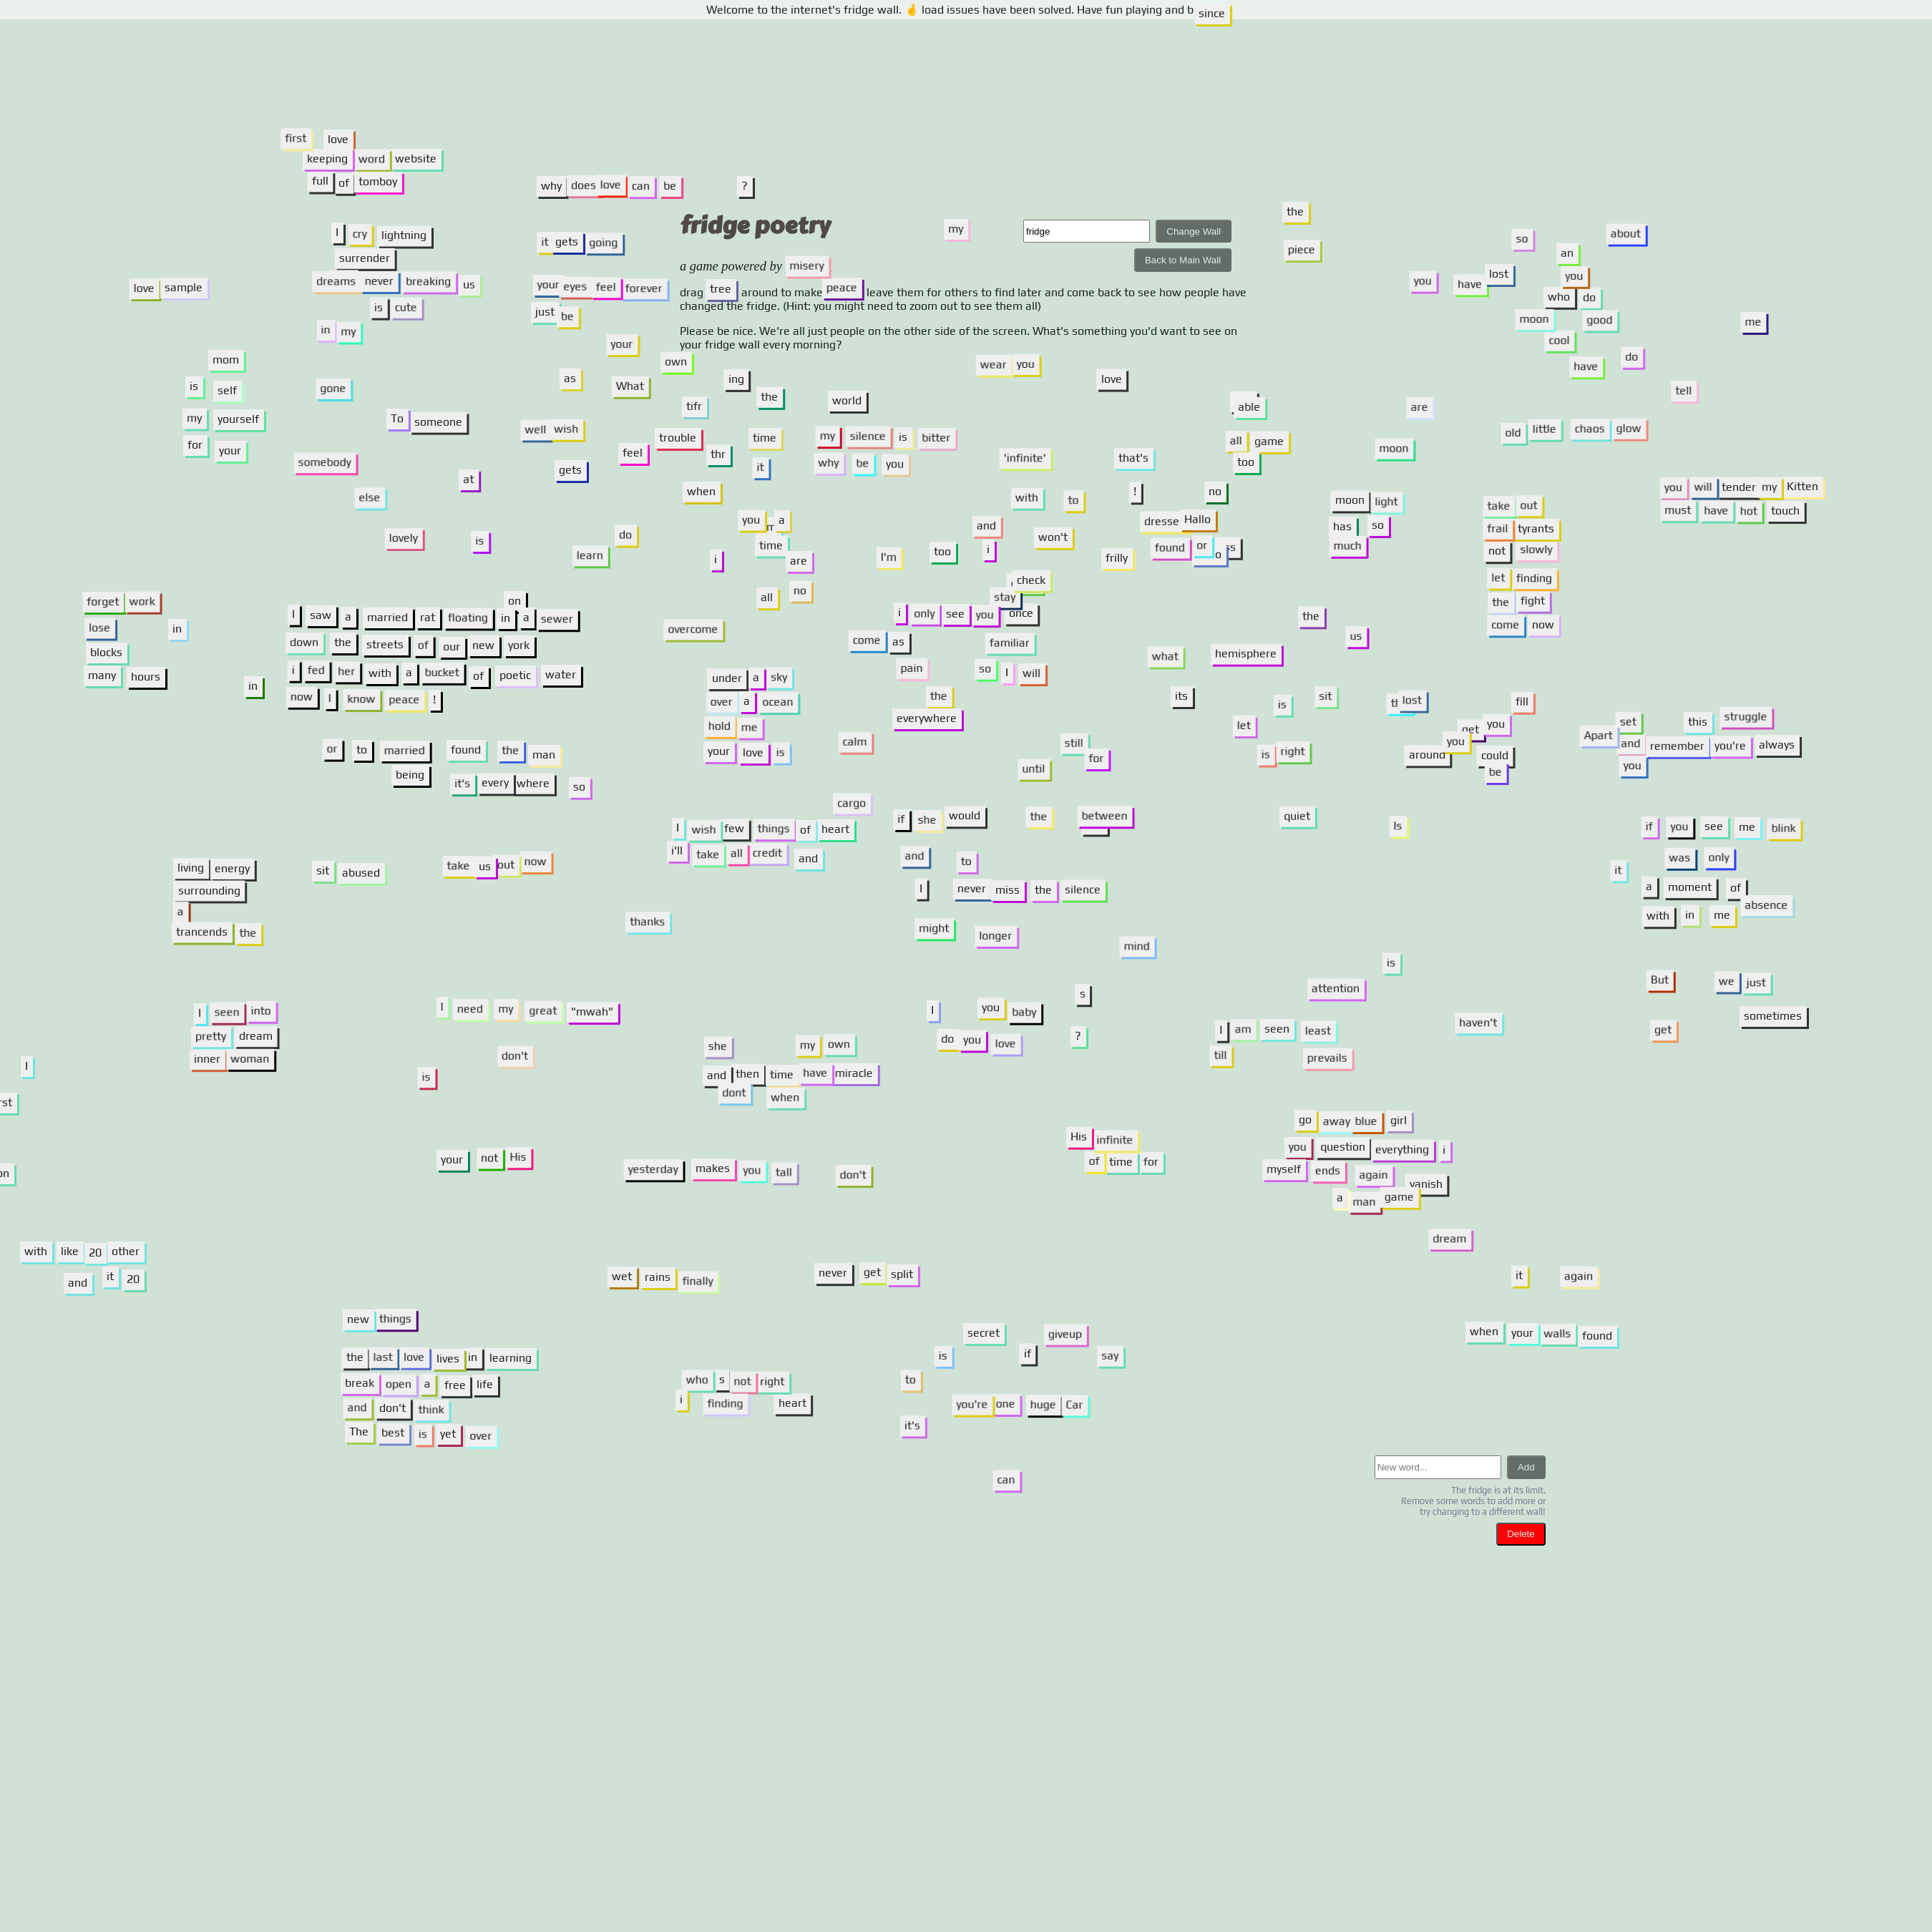 Welcome to the internet's fridge wall. ☝ load issues have been solved. Have fun playing and b since
first love
keeping word website
full of tomboy
why does love can be ?
I cry lightning
surrender
dreams never breaking us
is cute
in my
love sample
it gets going
your eyes feel forever
just be
fridge poetry
my
fridge
Change Wall
Back to Main Wall
a game powered by misery
drag tree around to make peace leave them for others to find later and come back to see how people have
changed the fridge. (Hint: you might need to zoom out to see them all)
Please be nice. We're all just people on the other side of the screen. What's something you'd want to see on
your fridge wall every morning?
the
piece
so
about
an
you have lost you
who do
moon good
cool
have do
me
tell
mom
is self
my yourself
for your
gone
To someone
somebody
else
at
lovely is
your
own
as What
ing
tifr the world
wear you
love
able
are
well wish
feel trouble time
thr it
gets
when
my silence is bitter
why be you
'infinite'
that's
all game
too
moon
old little chaos glow
with to ! no
you a
time
are
i
do
learn
all no
I'm too
and
i
won't
frilly
dresse Hallo
found or
o ss
moon light
has so
much
take out
frail tyrants
not slowly
let finding
the fight
come now
you will tender my Kitten
must have hot touch
forget work
lose in
blocks
many hours
in
on
I saw a married rat floating in a sewer
down the streets of our new york
i fed her with a bucket of poetic water
now I know peace !
overcome
check
stay
i only see you once
come as familiar
pain so I will
the
everywhere
calm
the
us
what hemisphere
its
is sit
let
is right
lost
fill
get you
you
around could
be
set this struggle
Apart and remember you're always
you
under a sky
over a ocean
hold me
your love is
still
for
until
or to married found the man
being
it's every where so
cargo
I wish few things of heart
i'll take all credit and
if she would the between
and to
I never miss the silence
might longer
mind
quiet
Is
if you see me blink
was only
it
a moment of
absence
with in me
living energy
surrounding
a
trancends the
sit abused
take us out now
thanks
is
attention
But we just
get sometimes
I seen into
pretty dream
inner woman
I need my great "mwah"
don't
is
I you baby s
do you love ?
I am seen least
till prevails
haven't
she my own
and then time have miracle
dont when
I
rst
on
your not His
yesterday makes you tall don't
His infinite
of time for
go away blue girl
you question everything i
myself ends again
vanish
a man game
dream
with like 20 other
and it 20
wet rains finally
never get split
it again
new things
the last love lives in learning
break open a free life
and don't think
The best is yet over
secret giveup
is if say
to
who s not right
i finding heart
you're one huge Car
it's
can
when your walls found
New word...
Add
The fridge is at its limit.
Remove some words to add more or
try changing to a different wall!
Delete